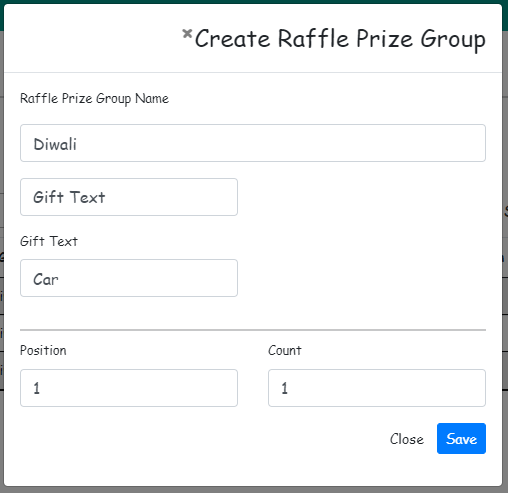 ×Create Raffle Prize Group
Raffle Prize Group Name
Diwali
Gift Text
Gift Text
Car
Position Count
1 1
Close Save